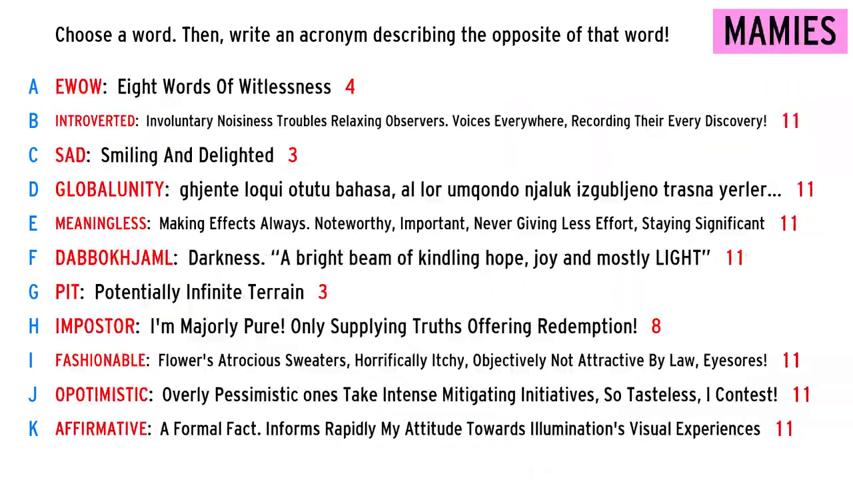 Choose a word. Then, write an acronym describing the opposite of that word!
MAMIES
A EWOW: Eight Words Of Witlessness 4
B INTROVERTED: Involuntary Noisiness Troubles Relaxing Observers. Voices Everywhere, Recording Their Every Discovery! 11
C SAD: Smiling And Delighted 3
D GLOBALUNITY: ghjente loqui otutu bahasa, al lor umqondo njaluk izgubljeno trasna yerler... 11
E MEANINGLESS: Making Effects Always. Noteworthy, Important, Never Giving Less Effort, Staying Significant 11
F DABBOKHJAML: Darkness. “A bright beam of kindling hope, joy and mostly LIGHT” 11
G PIT: Potentially Infinite Terrain 3
H IMPOSTOR: I'm Majorly Pure! Only Supplying Truths Offering Redemption! 8
I FASHIONABLE: Flower's Atrocious Sweaters, Horrifically Itchy, Objectively Not Attractive By Law, Eyesores! 11
J OPOTIMISTIC: Overly Pessimistic ones Take Intense Mitigating Initiatives, So Tasteless, I Contest! 11
K AFFIRMATIVE: A Formal Fact. Informs Rapidly My Attitude Towards Illumination's Visual Experiences 11